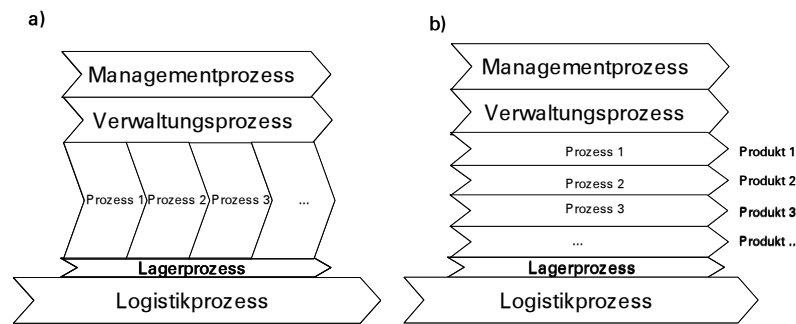 a)
Managementprozess
Verwaltungsprozess
Prozess 1 Prozess 2 Prozess 3 ...
Lagerprozess
Logistikprozess
b)
Managementprozess
Verwaltungsprozess
Prozess 1 Produkt 1
Prozess 2 Produkt 2
Prozess 3 Produkt 3
... Produkt ..
Lagerprozess
Logistikprozess